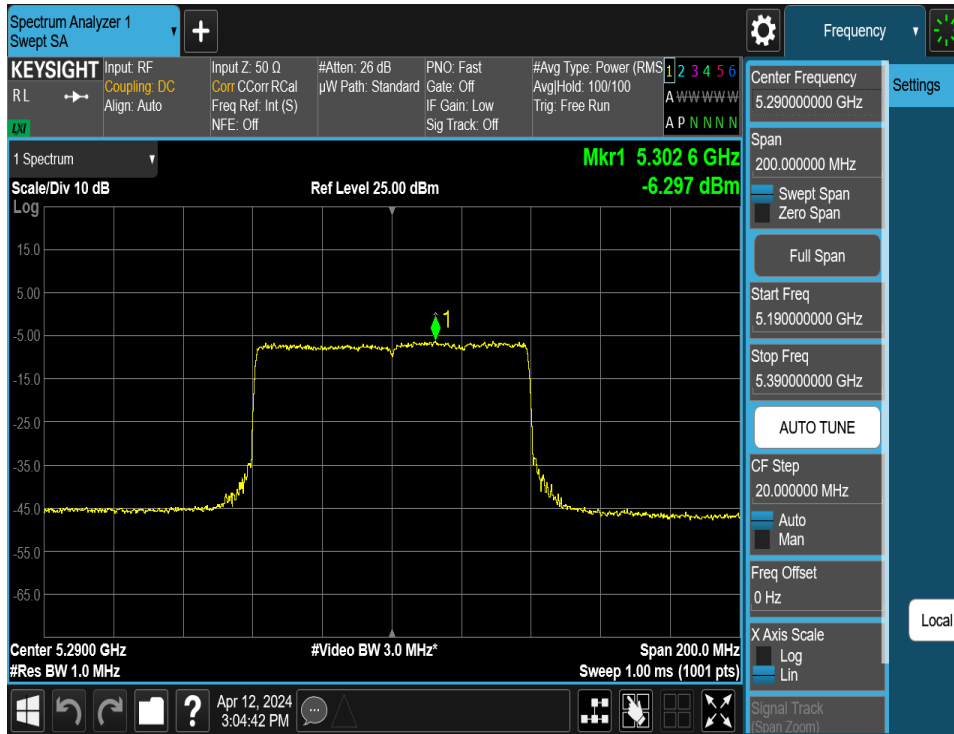 Spectrum Analyzer 1
Swept SA
+
Frequency
KEYSIGHT
R L
LXI
Input: RF
Coupling: DC
Align: Auto
Input Z: 50 Ω
Corr CCorr RCal
Freq Ref: Int (S)
NFE: Off
#Atten: 26 dB
µW Path: Standard
PNO: Fast
Gate: Off
IF Gain: Low
Sig Track: Off
#Avg Type: Power (RMS
Avg|Hold: 100/100
Trig: Free Run
1 2 3 4 5 6
A W W W W W
A P N N N N
1 Spectrum
Mkr1 5.302 6 GHz
-6.297 dBm
Scale/Div 10 dB
Ref Level 25.00 dBm
Log
15.0
5.00
-5.00
-15.0
-25.0
-35.0
-45.0
-55.0
-65.0
1
Center 5.2900 GHz
#Video BW 3.0 MHz*
Span 200.0 MHz
#Res BW 1.0 MHz
Sweep 1.00 ms (1001 pts)
Center Frequency
5.290000000 GHz
Span
200.000000 MHz
Swept Span
Zero Span
Full Span
Start Freq
5.190000000 GHz
Stop Freq
5.390000000 GHz
AUTO TUNE
CF Step
20.000000 MHz
Auto
Man
Freq Offset
0 Hz
X Axis Scale
Log
Lin
Signal Track
(Span Zoom)
Settings
Local
?
Apr 12, 2024
3:04:42 PM